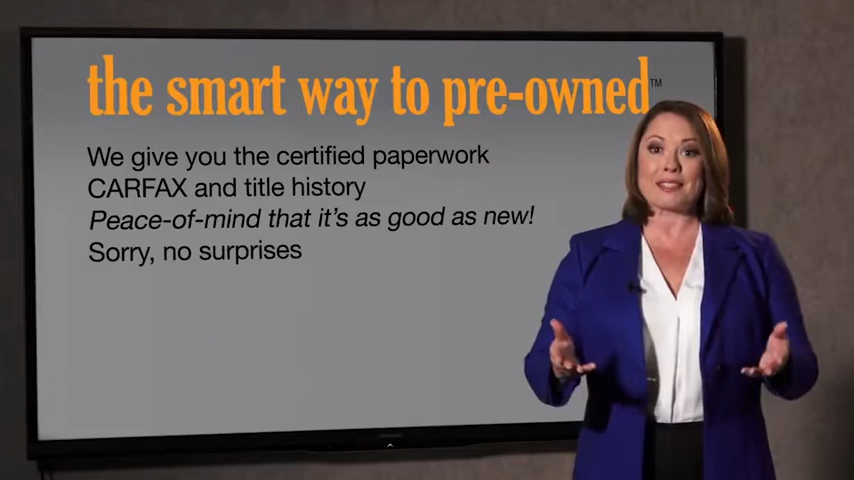 the smart way to pre-owned™
We give you the certified paperwork
CARFAX and title history
Peace-of-mind that it's as good as new!
Sorry, no surprises